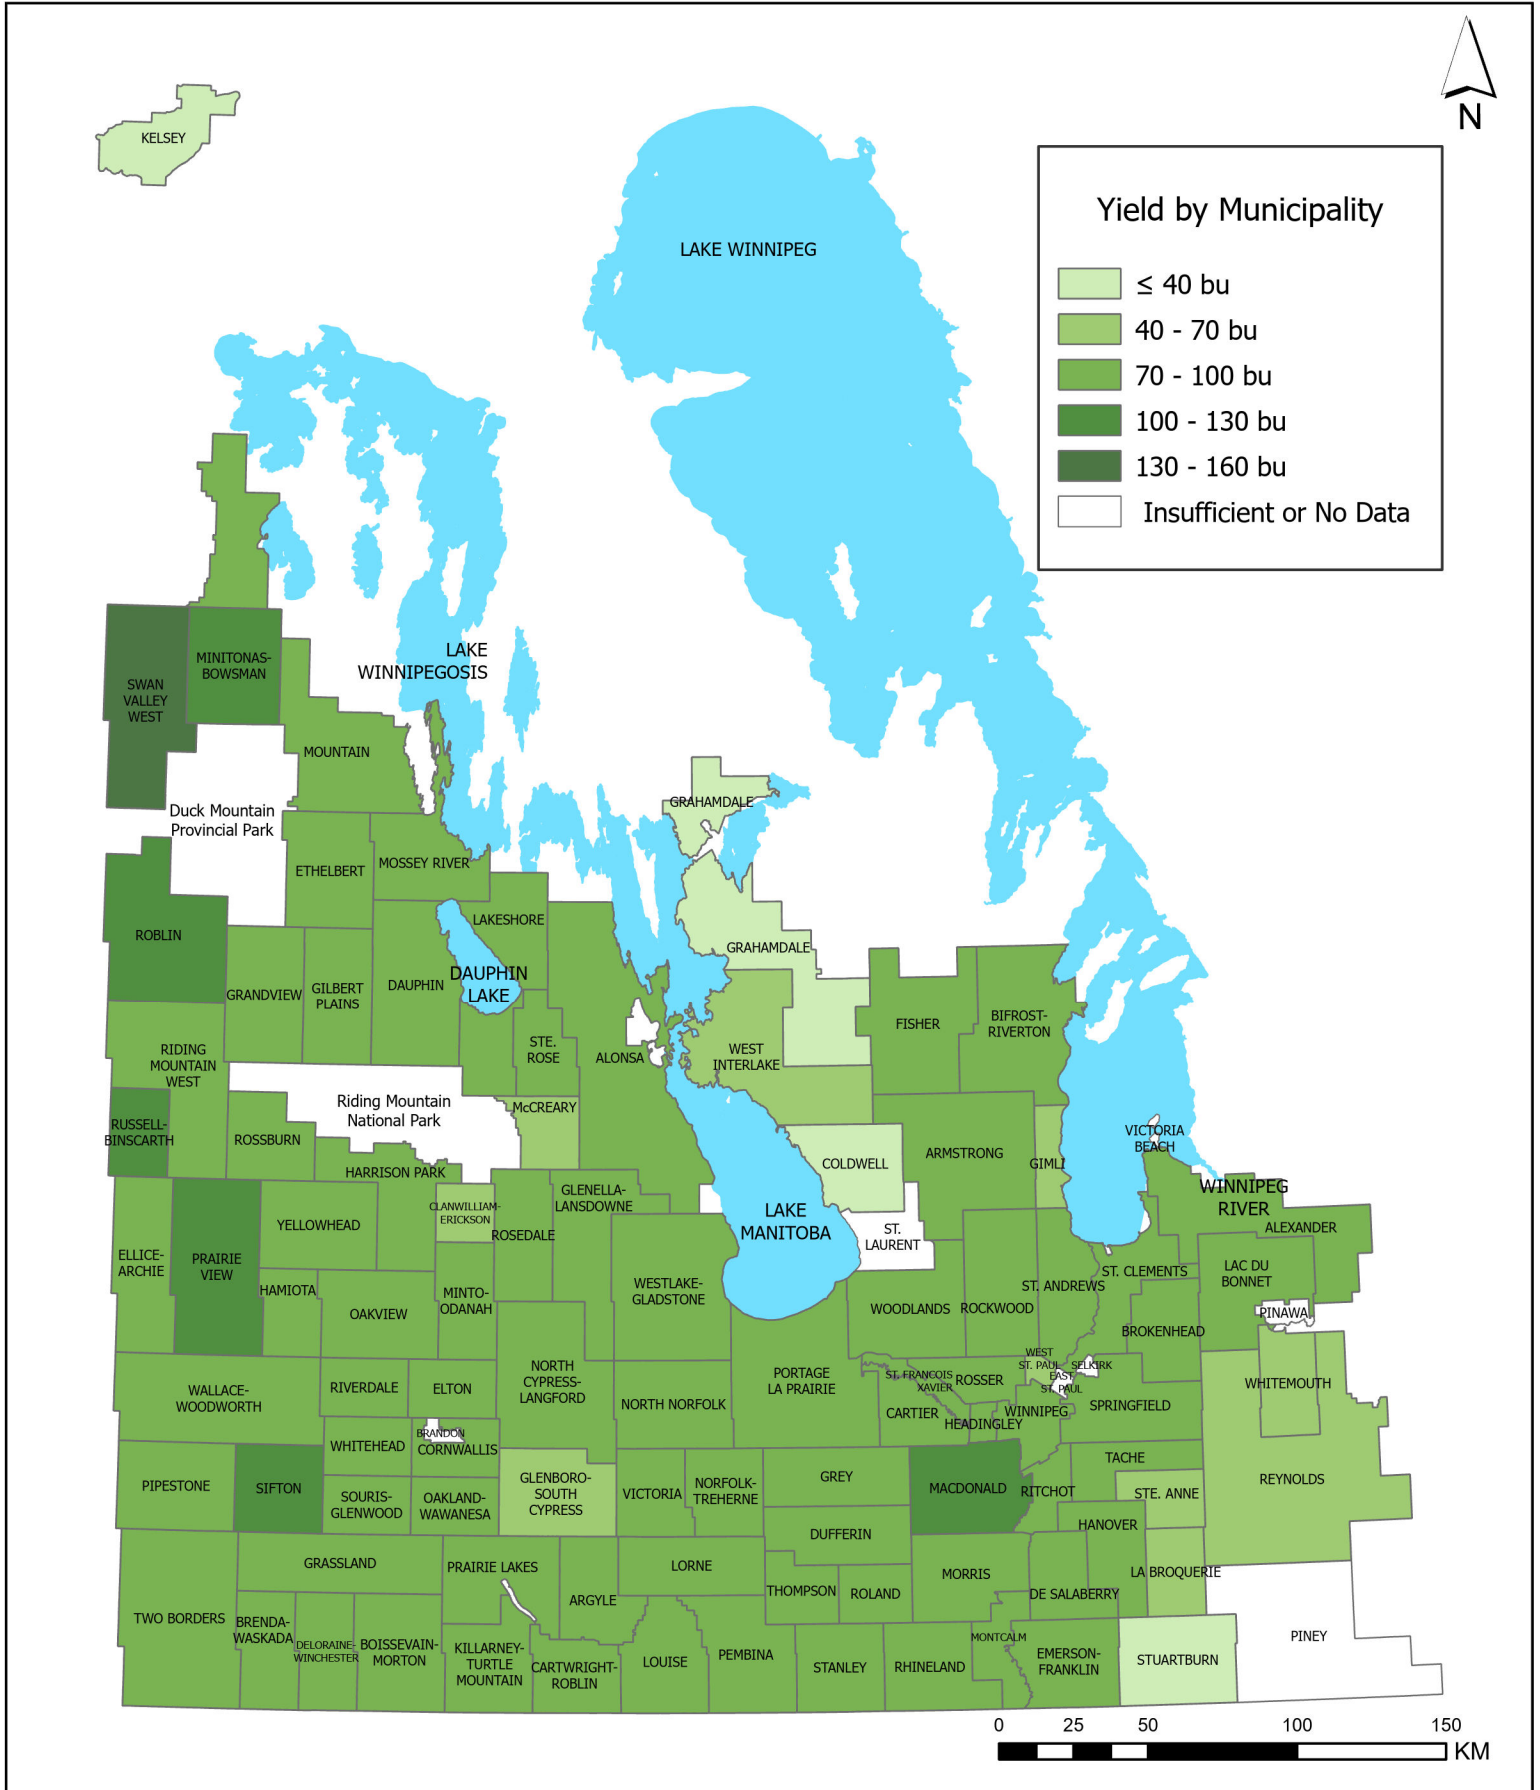 N
KELSEY
LAKE WINNIPEG
Yield by Municipality
≤ 40 bu
40 - 70 bu
70 - 100 bu
100 - 130 bu
130 - 160 bu
Insufficient or No Data
LAKE
WINNIPEGOSIS
MINITONAS-
BOWSMAN
SWAN
VALLEY
WEST
MOUNTAIN
Duck Mountain
Provincial Park
GRAHAMDALE
ETHELBERT
MOSSEY RIVER
LAKESHORE
ROBLIN
GRAHAMDALE
DAUPHIN
LAKE
DAUPHIN
GRANDVIEW
GILBERT
PLAINS
FISHER
BIFROST-
RIVERTON
STE.
ROSE
ALONSA
WEST
INTERLAKE
RIDING
MOUNTAIN
WEST
Riding Mountain
National Park
McCREARY
RUSSELL-
BINSCARTH
ROSSBURN
HARRISON PARK
COLDWELL
ARMSTRONG
GIMLI
VICTORIA
BEACH
WINNIPEG
RIVER
ALEXANDER
CLANWILLIAM-
ERICKSON
GLENELLA-
LANSDOWNE
ROSEDALE
YELLOWHEAD
LAKE
MANITOBA
ST.
LAURENT
ELLICE-
ARCHIE
PRAIRIE
VIEW
HAMIOTA
OAKVIEW
MINTO-
ODANAH
WESTLAKE-
GLADSTONE
WOODLANDS
ROCKWOOD
ST. ANDREWS
ST. CLEMENTS
LAC DU
BONNET
PINAWA
BROKENHEAD
WALLACE-
WOODWORTH
RIVERDALE
ELTON
NORTH
CYPRESS-
LANGFORD
NORTH NORFOLK
PORTAGE
LA PRAIRIE
ST. FRANCOIS
XAVIER
ROSSER
WEST
ST. PAUL
SELKIRK
EAST
ST. PAUL
WHITEMOUTH
CARTIER
HEADINGLEY
WINNIPEG
SPRINGFIELD
WHITEHEAD
BRANDON
CORNWALLIS
TACHE
PIPESTONE
SIFTON
SOURIS-
GLENWOOD
OAKLAND-
WAWANESA
GLENBORO-
SOUTH
CYPRESS
VICTORIA
NORFOLK-
TREHERNE
GREY
MACDONALD
RITCHOT
STE. ANNE
REYNOLDS
DUFFERIN
HANOVER
GRASSLAND
PRAIRIE LAKES
LORNE
MORRIS
LA BROQUERIE
ARGYLE
THOMPSON
ROLAND
DE SALABERRY
TWO BORDERS
BRENDA-
WASKADA
DELORAINE-
WINCHESTER
BOISSEVAIN-
MORTON
KILLARNEY-
TURTLE
MOUNTAIN
CARTWRIGHT-
ROBLIN
LOUISE
PEMBINA
STANLEY
RHINELAND
MONTCALM
EMERSON-
FRANKLIN
STUARTBURN
PINEY
0 25 50 100 150
KM